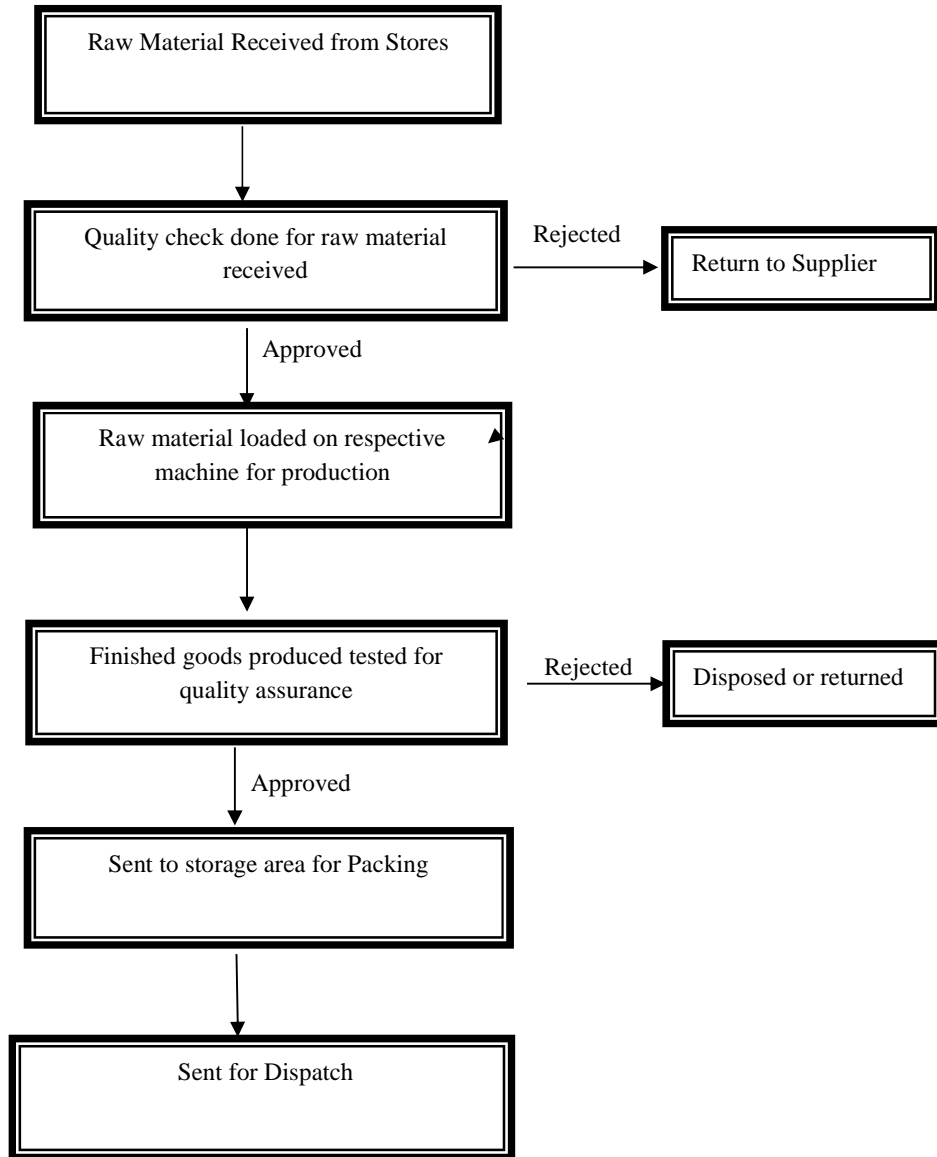 Raw Material Received from Stores
Quality check done for raw material
received
Rejected
Return to Supplier
Approved
Raw material loaded on respective
machine for production
Finished goods produced tested for
quality assurance
Rejected
Disposed or returned
Approved
Sent to storage area for Packing
Sent for Dispatch